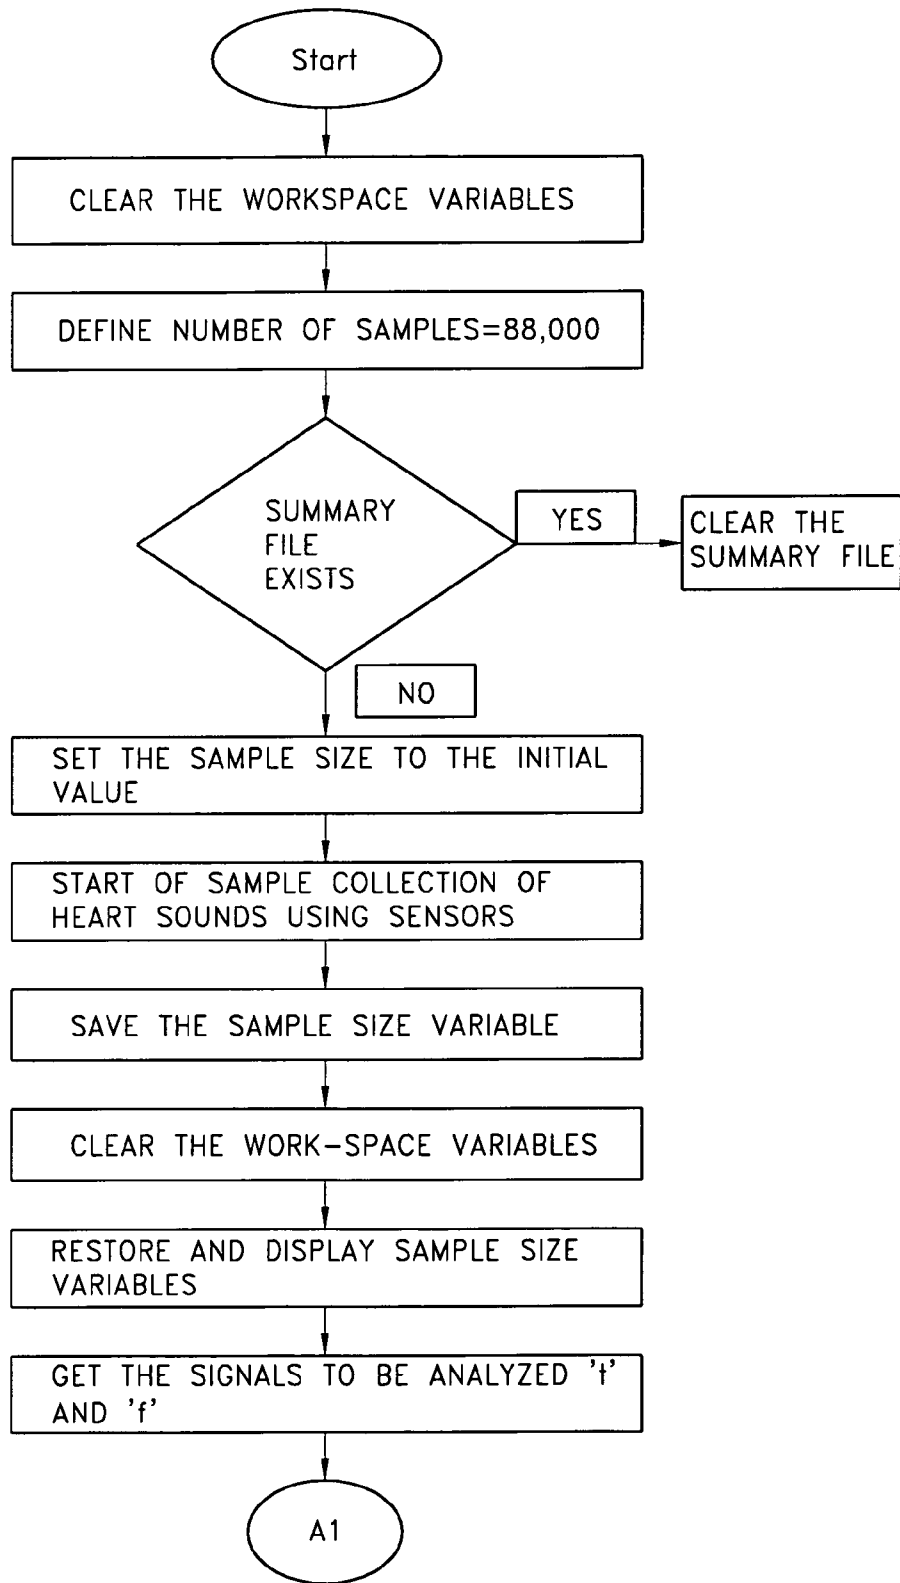 Start
CLEAR THE WORKSPACE VARIABLES
DEFINE NUMBER OF SAMPLES=88,000
SUMMARY
FILE
EXISTS
YES
CLEAR THE
SUMMARY FILE
NO
SET THE SAMPLE SIZE TO THE INITIAL
VALUE
START OF SAMPLE COLLECTION OF
HEART SOUNDS USING SENSORS
SAVE THE SAMPLE SIZE VARIABLE
CLEAR THE WORK-SPACE VARIABLES
RESTORE AND DISPLAY SAMPLE SIZE
VARIABLES
GET THE SIGNALS TO BE ANALYZED 't'
AND 'f'
A1